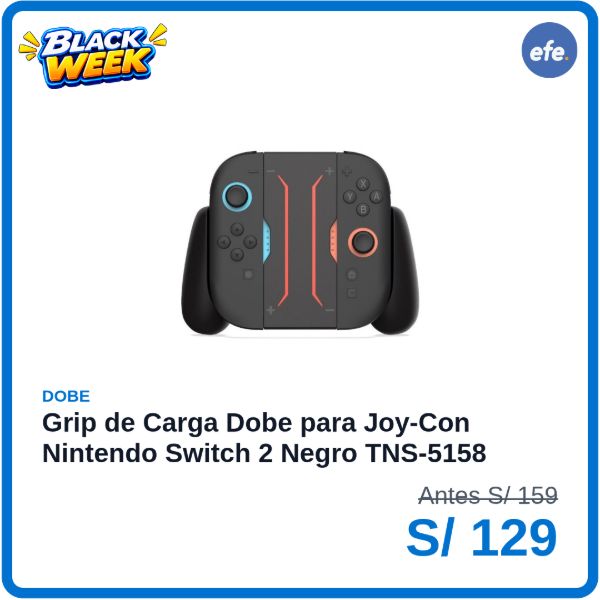 BLACK
WEEK
efe.
X
Y
A
B
DOBE
Grip de Carga Dobe para Joy-Con
Nintendo Switch 2 Negro TNS-5158
Antes S/ 159
S/ 129